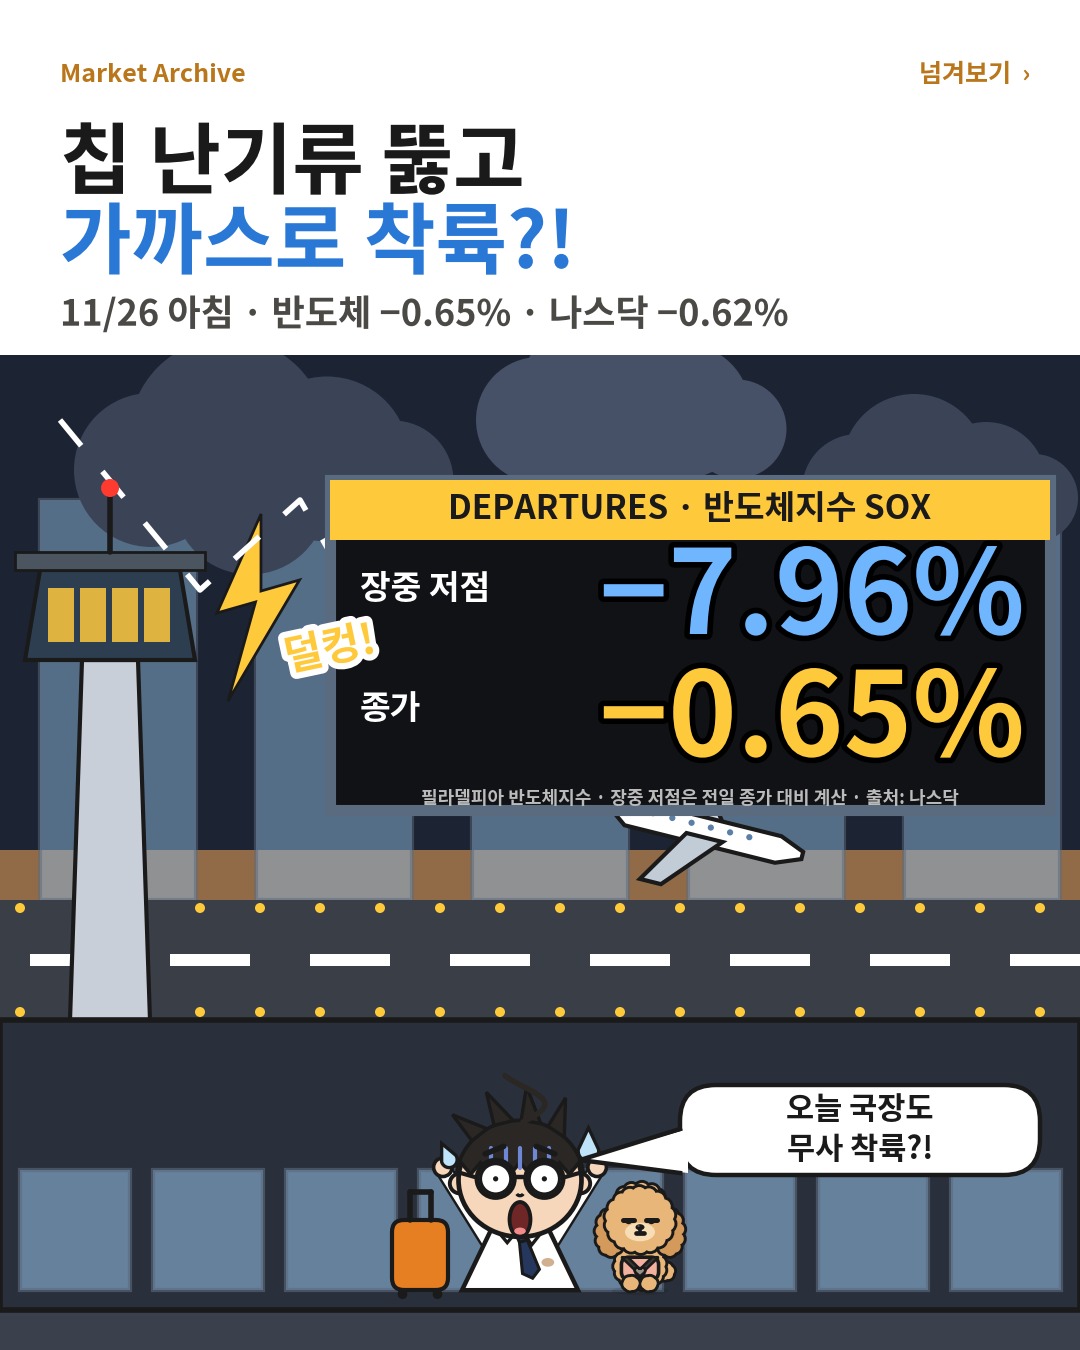 Market Archive
넘겨보기 ›
칩 난기류 뚫고
가까스로 착륙?!
11/26 아침 · 반도체 −0.65% · 나스닥 −0.62%
DEPARTURES · 반도체지수 SOX
장중 저점 −7.96%
덜컹!
종가 −0.65%
필라델피아 반도체지수 · 장중 저점은 전일 종가 대비 계산 · 출처: 나스닥
오늘 국장도
무사 착륙?!